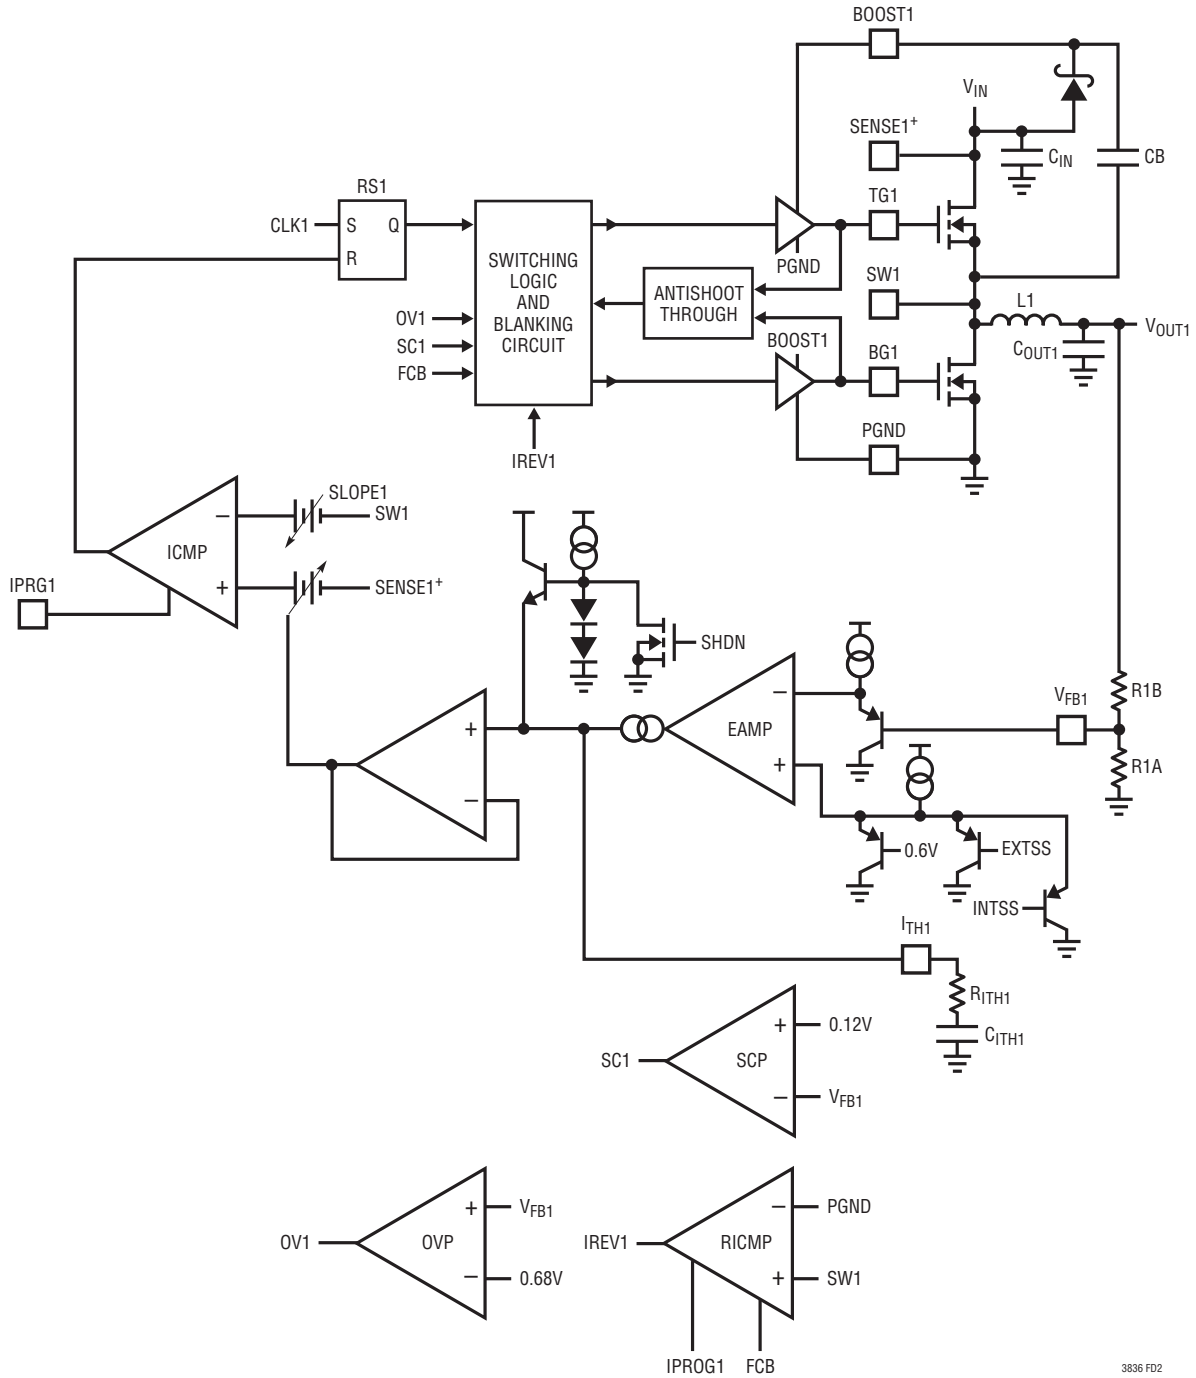 BOOST1
VIN
SENSE1+
CIN
CB
RS1
CLK1
S
Q
R
TG1
PGND
SWITCHING
LOGIC
AND
BLANKING
CIRCUIT
ANTISHOOT
THROUGH
SW1
L1
VOUT1
COUT1
OV1
SC1
FCB
BOOST1
BG1
PGND
IREV1
SLOPE1
−
SW1
ICMP
+
SENSE1+
IPRG1
SHDN
−
EAMP
+
VFB1
R1B
R1A
+
−
0.6V
EXTSS
INTSS
ITH1
RITH1
CITH1
+
0.12V
SC1
SCP
−
VFB1
+
VFB1
OV1
OVP
−
0.68V
−
PGND
IREV1
RICMP
+
SW1
IPROG1
FCB
3836 FD2